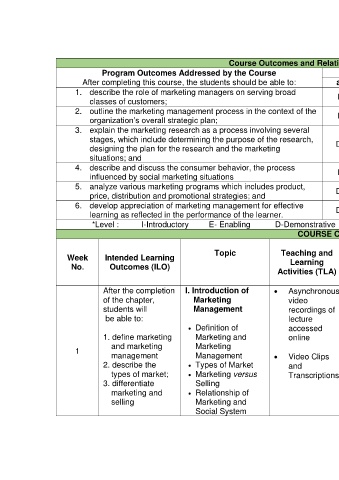 Course Outcomes and Relati
Program Outcomes Addressed by the Course
After completing this course, the students should be able to:
a
1. describe the role of marketing managers on serving broad
classes of customers;
2. outline the marketing management process in the context of the
organization's overall strategic plan;
3. explain the marketing research as a process involving several
stages, which include determining the purpose of the research,
designing the plan for the research and the marketing
situations; and
D
4. describe and discuss the consumer behavior, the process
influenced by social marketing situations
5. analyze various marketing programs which includes product,
price, distribution and promotional strategies; and
D
6. develop appreciation of marketing management for effective
learning as reflected in the performance of the learner.
D
*Level : I-Introductory E- Enabling D-Demonstrative
COURSE C
Week
No.
Intended Learning
Outcomes (ILO)
Topic
Teaching and
Learning
Activities (TLA)
1
After the completion
of the chapter,
students will
be able to:
1. define marketing
and marketing
management
2. describe the
types of market;
3. differentiate
marketing and
selling
I. Introduction of
Marketing
Management
• Definition of
Marketing and
Marketing
Management
• Types of Market
• Marketing versus
Selling
• Relationship of
Marketing and
Social System
• Asynchronous
video
recordings of
lecture
accessed
online
• Video Clips
and
Transcriptions